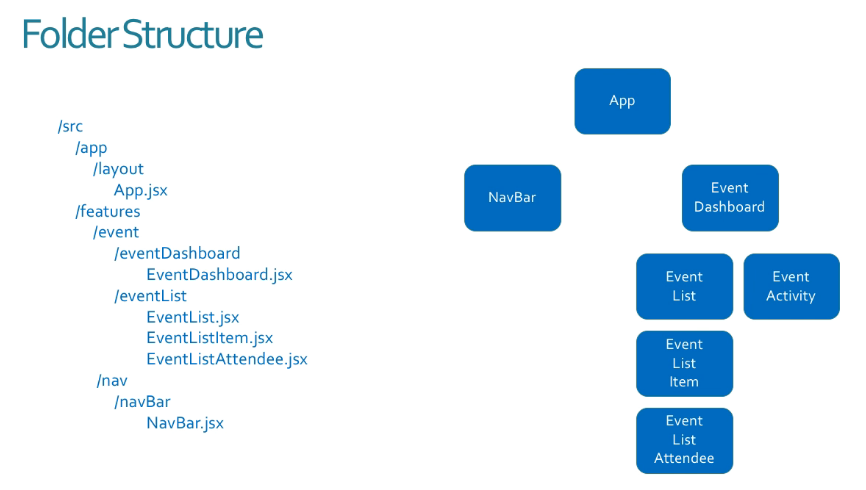 Folder Structure
/src
/app
/layout
App.jsx
/features
/event
/eventDashboard
EventDashboard.jsx
/eventList
EventList.jsx
EventListItem.jsx
EventListAttendee.jsx
/nav
/navBar
NavBar.jsx
App
NavBar
Event
Dashboard
Event
List
Event
Activity
Event
List
Item
Event
List
Attendee